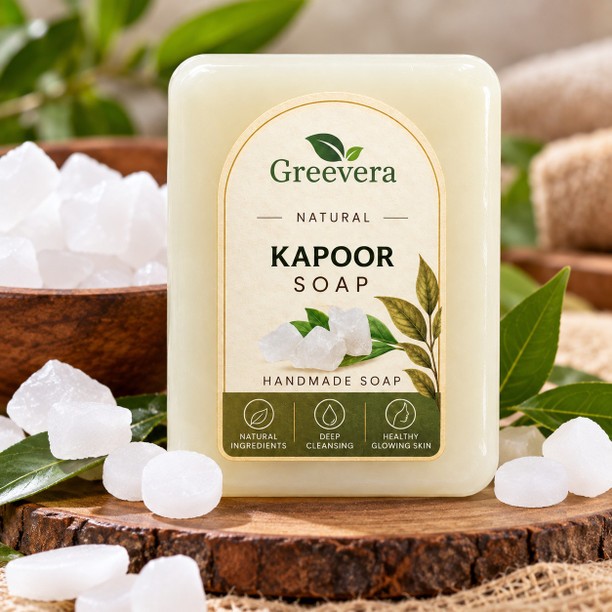 Greevera
NATURAL
KAPOOR
SOAP
HANDMADE SOAP
NATURAL
INGREDIENTS
DEEP
CLEANSING
HEALTHY
GLOWING SKIN